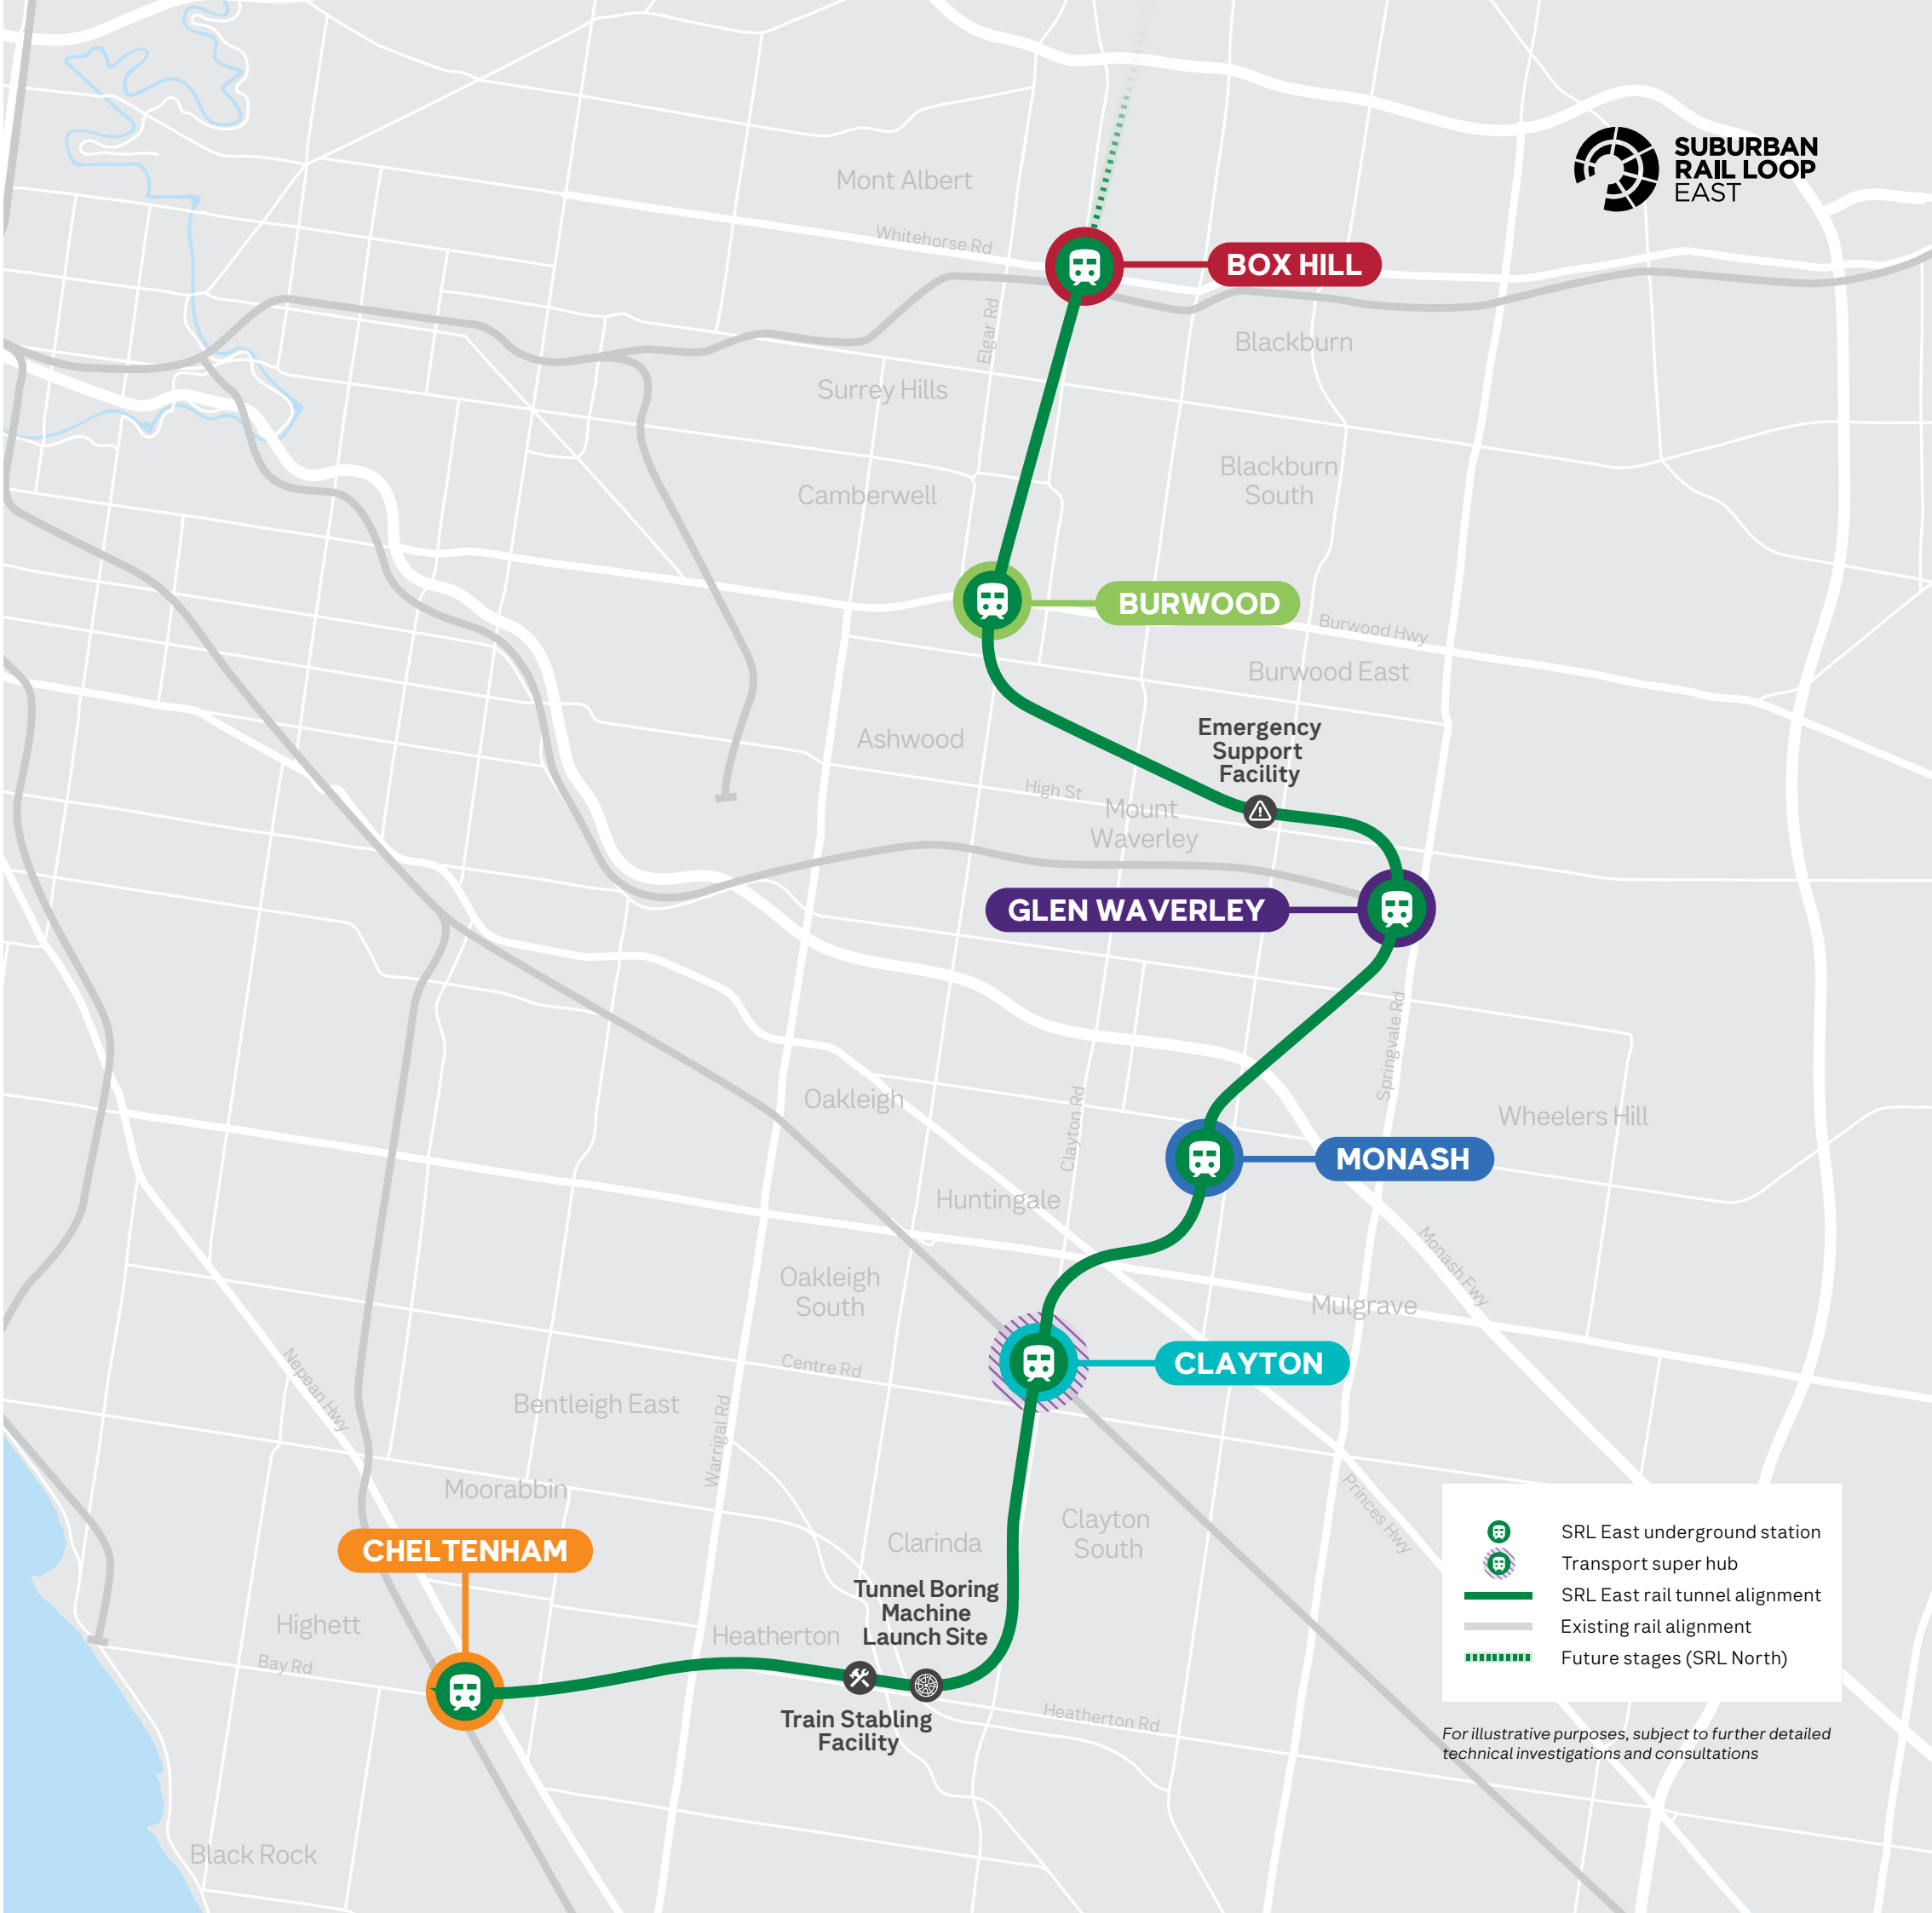 SUBURBAN
RAIL LOOP
EAST
Mont Albert
Whitehorse Rd
BOX HILL
Elgar Rd
Blackburn
Surrey Hills
Blackburn
South
Camberwell
BURWOOD
Burwood Hwy
Burwood East
Emergency
Support
Facility
Ashwood
High St
Mount
Waverley
GLEN WAVERLEY
Springvale Rd
Oakleigh
Clayton Rd
Wheelers Hill
MONASH
Huntingale
Monash Fwy
Oakleigh
South
Mulgrave
Nepean Hwy
Centre Rd
CLAYTON
Bentleigh East
Warrigal Rd
Moorabbin
Princes Hwy
Clayton
South
Clarinda
CHELTENHAM
Tunnel Boring
Machine
Launch Site
Highett
Heatherton
Bay Rd
Train Stabling
Facility
Heatherton Rd
Black Rock
SRL East underground station
Transport super hub
SRL East rail tunnel alignment
Existing rail alignment
Future stages (SRL North)
For illustrative purposes, subject to further detailed
technical investigations and consultations